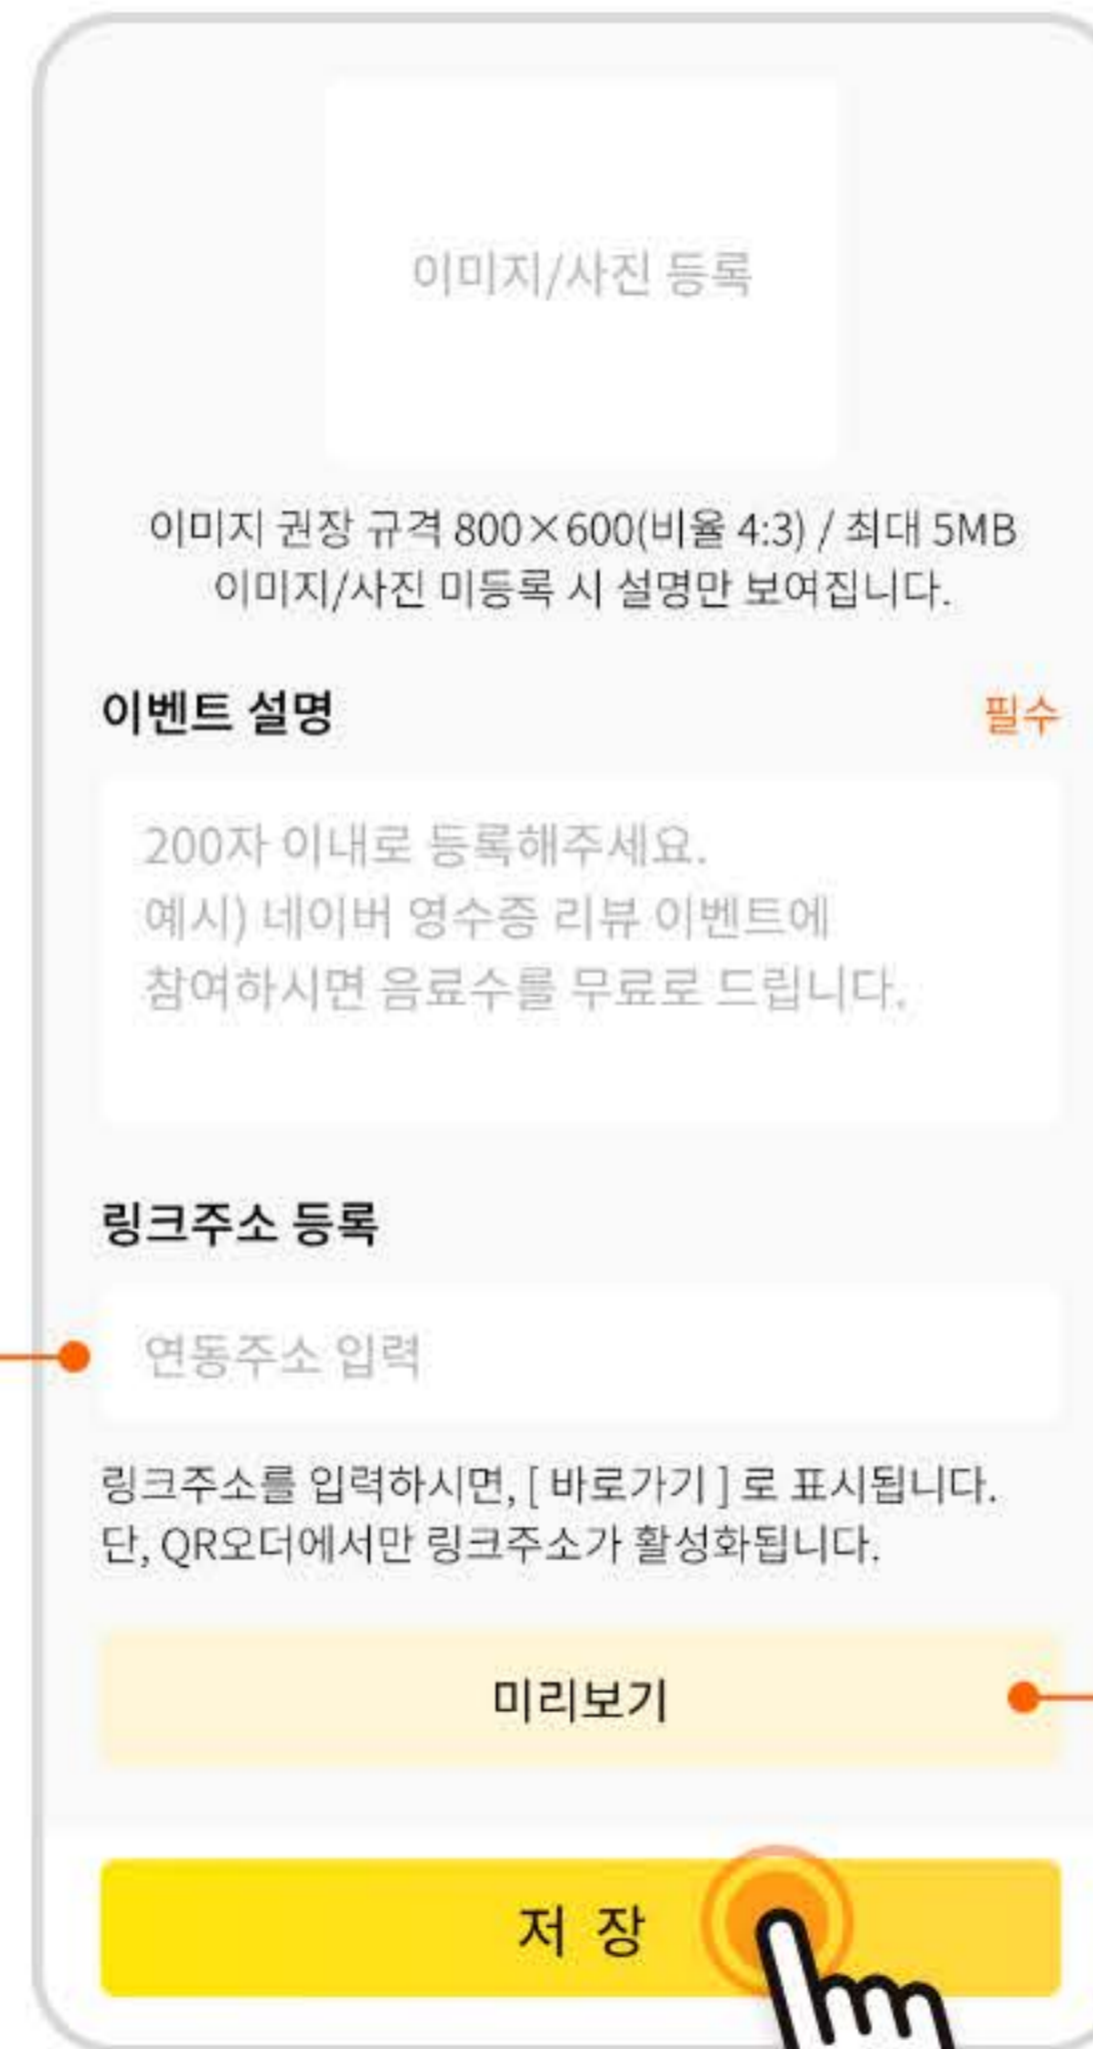 이미지/사진 등록
이미지 권장 규격 800×600(비율 4:3) / 최대 5MB
이미지/사진 미등록 시 설명만 보여집니다.
이벤트 설명 필수
200자 이내로 등록해주세요.
예시) 네이버 영수증 리뷰 이벤트에
참여하시면 음료수를 무료로 드립니다.
링크주소 등록
연동주소 입력
링크주소를 입력하시면, [ 바로가기 ] 로 표시됩니다.
단, QR오더에서만 링크주소가 활성화됩니다.
미리보기
저 장